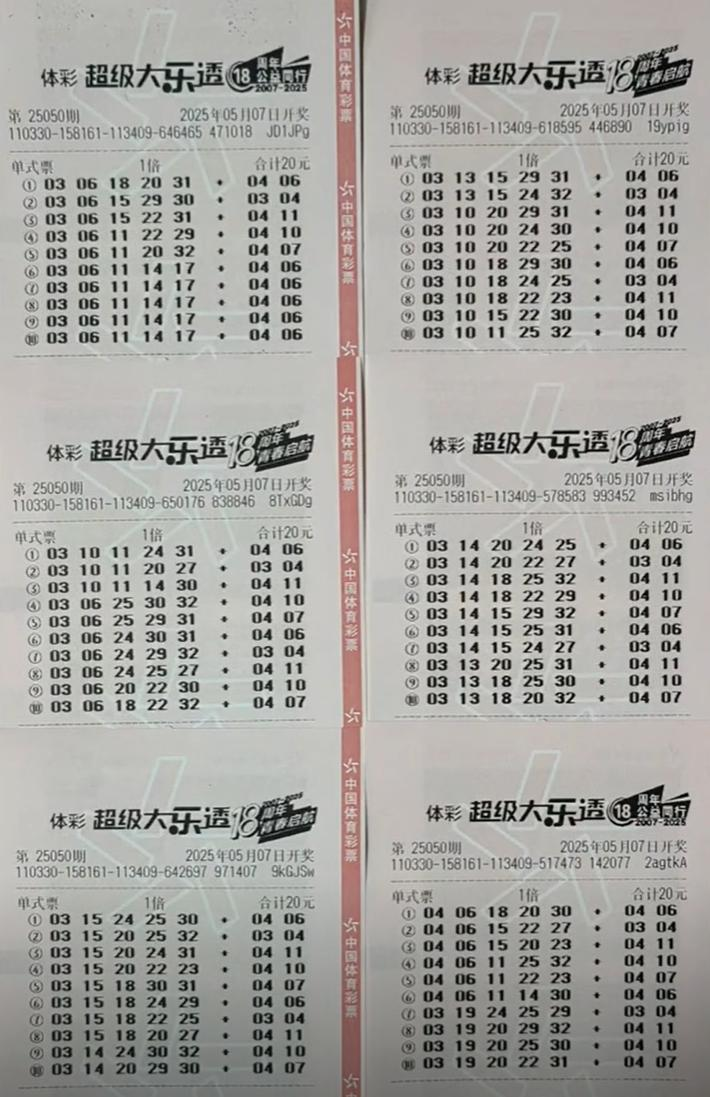 体彩 超级大乐透 18周年 公益同行 2007-2025
第 25050期 2025年05月07日开奖
110330-158161-113409-646465 471018 JD1JPg
单式票 1倍 合计20元
① 03 06 18 20 31 + 04 06
② 03 06 15 29 30 + 03 04
③ 03 06 15 22 31 + 04 11
④ 03 06 11 22 29 + 04 10
⑤ 03 06 11 20 32 + 04 07
⑥ 03 06 11 14 17 + 04 06
⑦ 03 06 11 14 17 + 04 06
⑧ 03 06 11 14 17 + 04 06
⑨ 03 06 11 14 17 + 04 06
⑩ 03 06 11 14 17 + 04 06
中国体育彩票
中国体育彩票
体彩 超级大乐透 18周年 青春启航 2007-2025
第 25050期 2025年05月07日开奖
110330-158161-113409-618595 446890 19ypig
单式票 1倍 合计20元
① 03 13 15 29 31 + 04 06
② 03 13 15 24 32 + 03 04
③ 03 10 20 29 31 + 04 11
④ 03 10 20 24 30 + 04 10
⑤ 03 10 20 22 25 + 04 07
⑥ 03 10 18 29 30 + 04 06
⑦ 03 10 18 24 25 + 03 04
⑧ 03 10 18 22 23 + 04 11
⑨ 03 10 15 22 30 + 04 10
⑩ 03 10 11 25 32 + 04 07
体彩 超级大乐透 18周年 青春启航 2007-2025
第 25050期 2025年05月07日开奖
110330-158161-113409-650176 838846 8TxGDg
单式票 1倍 合计20元
① 03 10 11 24 31 + 04 06
② 03 10 11 20 27 + 03 04
③ 03 10 11 14 30 + 04 11
④ 03 06 25 30 32 + 04 10
⑤ 03 06 25 29 31 + 04 07
⑥ 03 06 24 30 31 + 04 06
⑦ 03 06 24 29 32 + 03 04
⑧ 03 06 24 25 27 + 04 11
⑨ 03 06 20 22 30 + 04 10
⑩ 03 06 18 22 32 + 04 07
中国体育彩票
中国体育彩票
体彩 超级大乐透 18周年 青春启航 2007-2025
第 25050期 2025年05月07日开奖
110330-158161-113409-578583 993452 msibhg
单式票 1倍 合计20元
① 03 14 20 24 25 + 04 06
② 03 14 20 22 27 + 03 04
③ 03 14 18 25 32 + 04 11
④ 03 14 18 22 29 + 04 10
⑤ 03 14 15 29 32 + 04 07
⑥ 03 14 15 25 31 + 04 06
⑦ 03 14 15 24 27 + 03 04
⑧ 03 13 20 25 31 + 04 11
⑨ 03 13 18 25 30 + 04 10
⑩ 03 13 18 20 32 + 04 07
体彩 超级大乐透 18周年 青春启航 2007-2025
第 25050期 2025年05月07日开奖
110330-158161-113409-642697 971407 9kGJSw
单式票 1倍 合计20元
① 03 15 24 25 30 + 04 06
② 03 15 20 25 32 + 03 04
③ 03 15 20 24 31 + 04 11
④ 03 15 20 22 23 + 04 10
⑤ 03 15 18 30 31 + 04 07
⑥ 03 15 18 24 29 + 04 06
⑦ 03 15 18 22 25 + 03 04
⑧ 03 15 18 20 27 + 04 11
⑨ 03 14 24 30 32 + 04 10
⑩ 03 14 20 29 30 + 04 07
中国体育彩票
中国体育彩票
体彩 超级大乐透 18周年 公益同行 2007-2025
第 25050期 2025年05月07日开奖
110330-158161-113409-517473 142077 2agtkA
单式票 1倍 合计20元
① 04 06 18 20 30 + 04 06
② 04 06 15 22 27 + 03 04
③ 04 06 15 20 23 + 04 11
④ 04 06 11 25 32 + 04 10
⑤ 04 06 11 22 23 + 04 07
⑥ 04 06 11 14 30 + 04 06
⑦ 03 19 24 25 29 + 03 04
⑧ 03 19 20 29 32 + 04 11
⑨ 03 19 20 25 30 + 04 10
⑩ 03 19 20 22 31 + 04 07